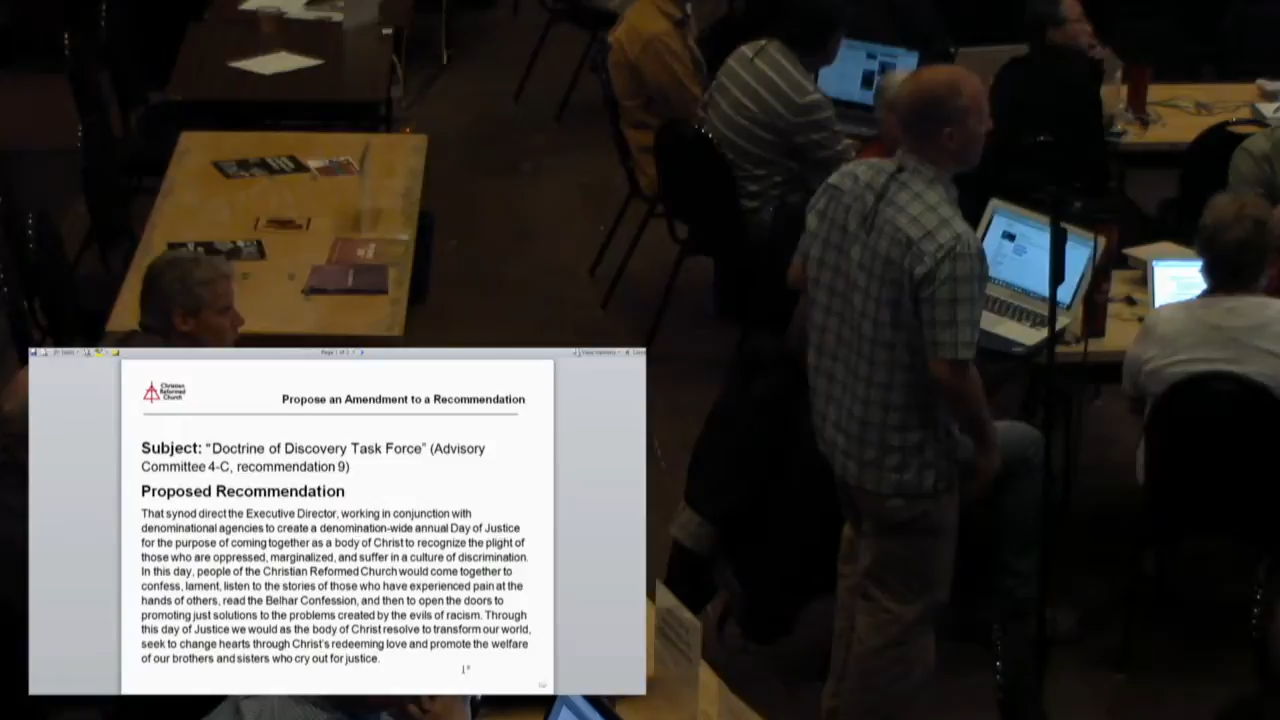 Page 1 of 2
Christian
Reformed
Church
Propose an Amendment to a Recommendation
Subject: “Doctrine of Discovery Task Force” (Advisory
Committee 4-C, recommendation 9)
Proposed Recommendation
That synod direct the Executive Director, working in conjunction with
denominational agencies to create a denomination-wide annual Day of Justice
for the purpose of coming together as a body of Christ to recognize the plight of
those who are oppressed, marginalized, and suffer in a culture of discrimination.
In this day, people of the Christian Reformed Church would come together to
confess, lament, listen to the stories of those who have experienced pain at the
hands of others, read the Belhar Confession, and then to open the doors to
promoting just solutions to the problems created by the evils of racism. Through
this day of Justice we would as the body of Christ resolve to transform our world,
seek to change hearts through Christ's redeeming love and promote the welfare
of our brothers and sisters who cry out for justice.